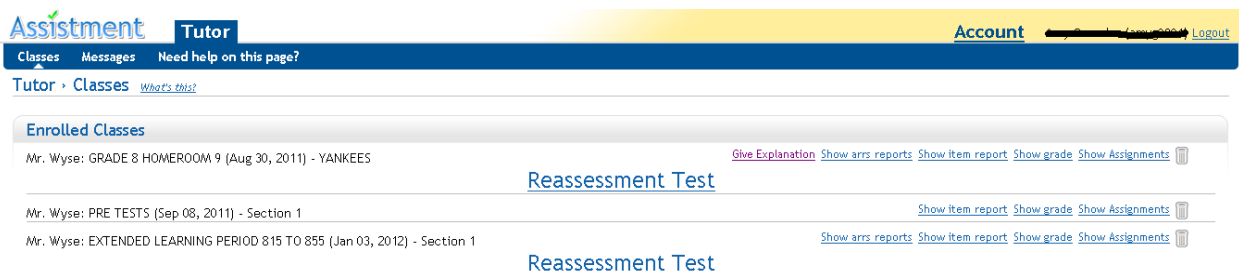 Assistment Tutor Account Logout
Classes Messages Need help on this page?
Tutor › Classes What's this?
Enrolled Classes
Mr. Wyse: GRADE 8 HOMEROOM 9 (Aug 30, 2011) - YANKEES Give Explanation Show arrs reports Show item report Show grade Show Assignments
Reassessment Test
Mr. Wyse: PRE TESTS (Sep 08, 2011) - Section 1 Show item report Show grade Show Assignments
Mr. Wyse: EXTENDED LEARNING PERIOD 815 TO 855 (Jan 03, 2012) - Section 1 Show arrs reports Show item report Show grade Show Assignments
Reassessment Test